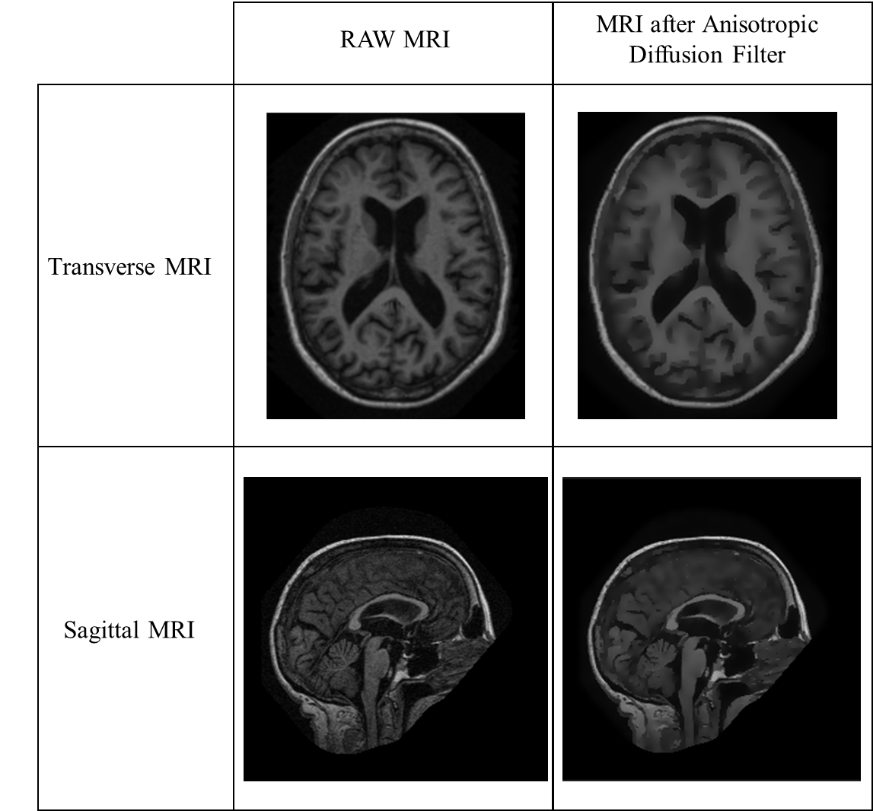 RAW MRI
MRI after Anisotropic
Diffusion Filter
Transverse MRI
Sagittal MRI